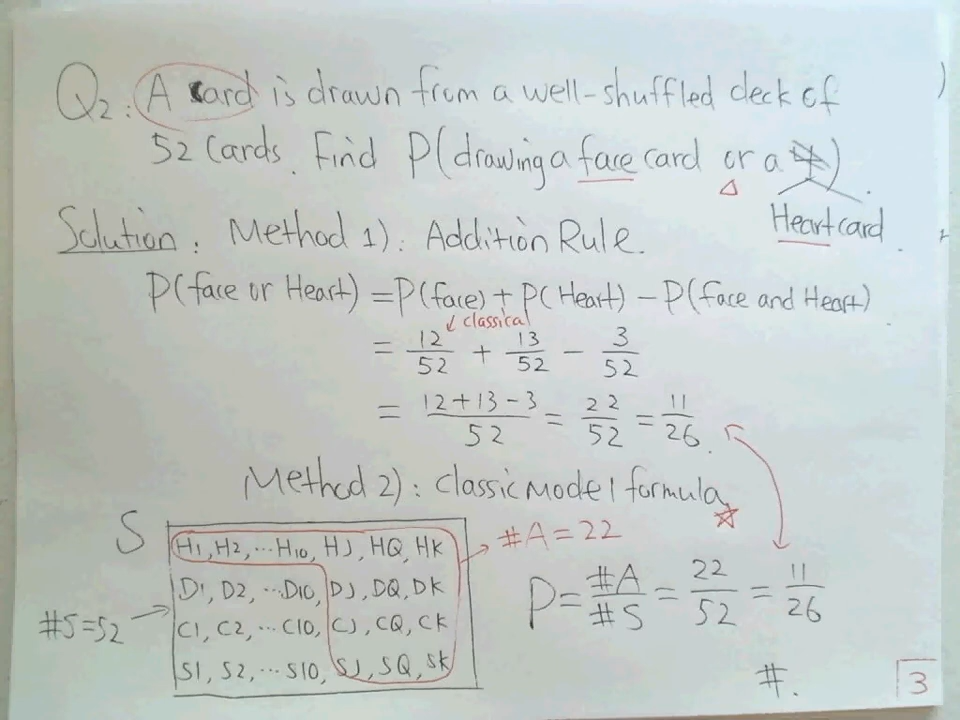 Q2: A Card is drawn from a well-shuffled deck of
52 Cards. Find P(drawing a face card or a
Heart card.
Solution: Method 1): Addition Rule.
P(face or Heart) = P(face) + P(Heart) - P(face and Heart)
↙ classical
= 12/52 + 13/52 - 3/52
= (12+13-3)/52 = 22/52 = 11/26.
Method 2): Classic Model formula ☆
S
H1, H2, ...H10, HJ, HQ, HK
D1, D2, ...D10, DJ, DQ, DK
C1, C2, ...C10, CJ, CQ, CK
S1, S2, ...S10, SJ, SQ, SK
#S=52
#A=22
P = #A/#S = 22/52 = 11/26
#.
3